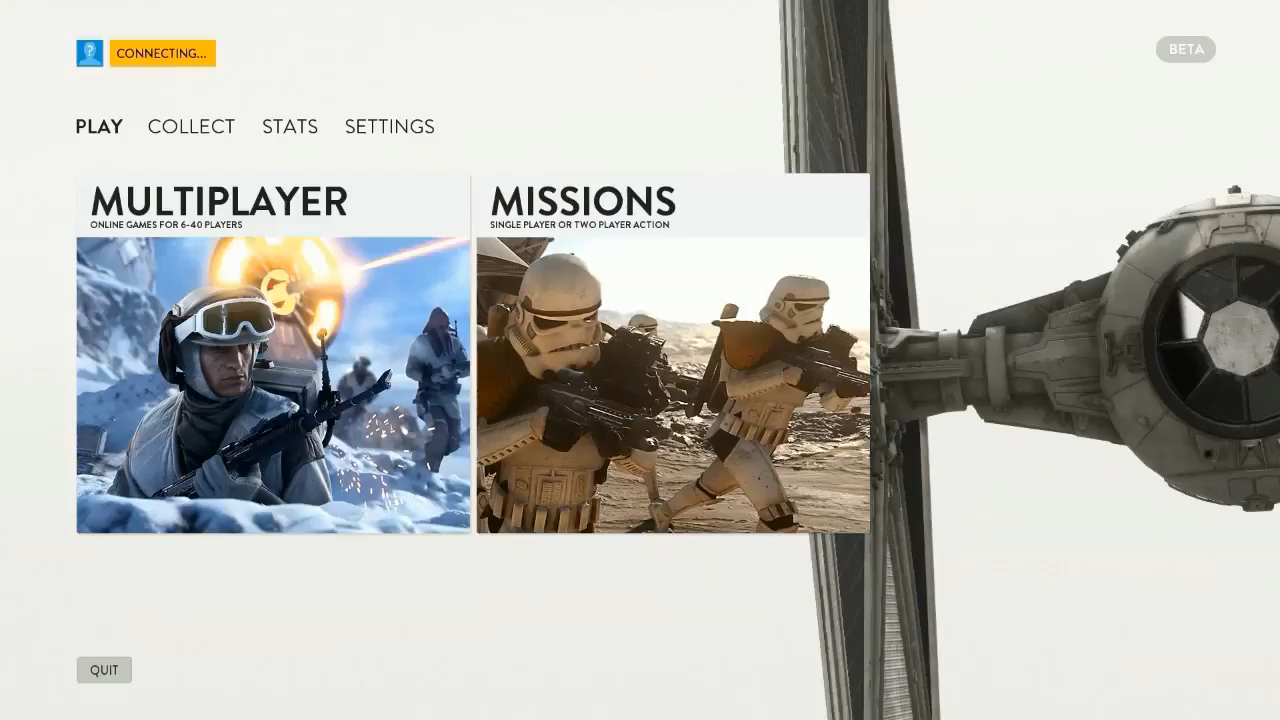 CONNECTING...
BETA
PLAY COLLECT STATS SETTINGS
MULTIPLAYER
ONLINE GAMES FOR 6-40 PLAYERS
MISSIONS
SINGLE PLAYER OR TWO PLAYER ACTION
QUIT